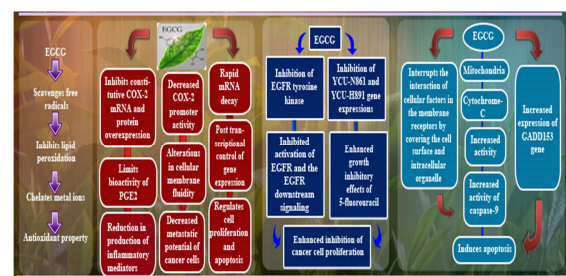 EGCG
Scavenges free
radicals
Inhibits lipid
peroxidation
Chelates metal ions
Antioxidant property
EGCG
Inhibits consti-
tutive COX-2
mRNA and
protein
overexpression
Limits
bioactivity of
PGE2
Reduction in
production of
inflammatory
mediators
Decreased
COX-2
promoter
activity
Alterations in
cellular
membrane
fluidity
Decreased
metastatic
potential of
cancer cells
Rapid
mRNA
decay
Post tran-
scriptional
control of
gene
expression
Regulates
cell
proliferation
and
apoptosis
EGCG
Inhibition of
EGFR tyrosine
kinase
Inhibited
activation of
EGFR and the
EGFR
downstream
signaling
Inhibition of
YCU-N861 and
YCU-H891 gene
expressions
Enhanced
growth
inhibitory
effects of
5-fluorouracil
Enhanced inhibition of
cancer cell proliferation
EGCG
Interrupts the
interaction of
cellular factors in
the membrane
receptors by
covering the cell
surface and
intracellular
organelle
Mitochondria
Cytochrome-
C
Increased
activity
Increased
activity of
caspase-9
Increased
expression of
GADD153
gene
Induces apoptosis